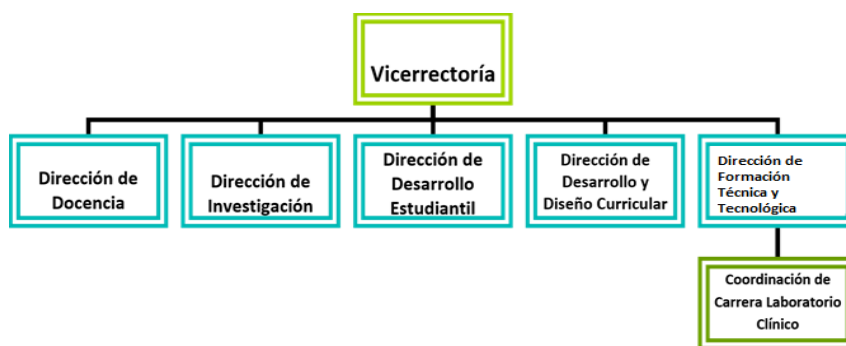 Vicerrectoría
Dirección de
Docencia
Dirección de
Investigación
Dirección de
Desarrollo
Estudiantil
Dirección de
Desarrollo y
Diseño Curricular
Dirección de
Formación
Técnica y
Tecnológica
Coordinación de
Carrera Laboratorio
Clínico